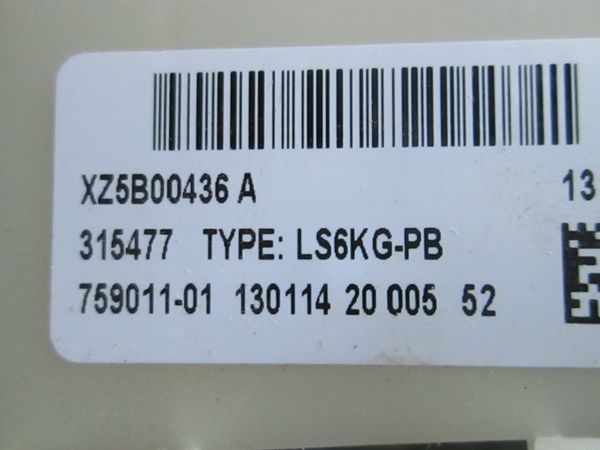 XZ5B00436 A 13
315477 TYPE: LS6KG-PB
759011-01 130114 20 005 52